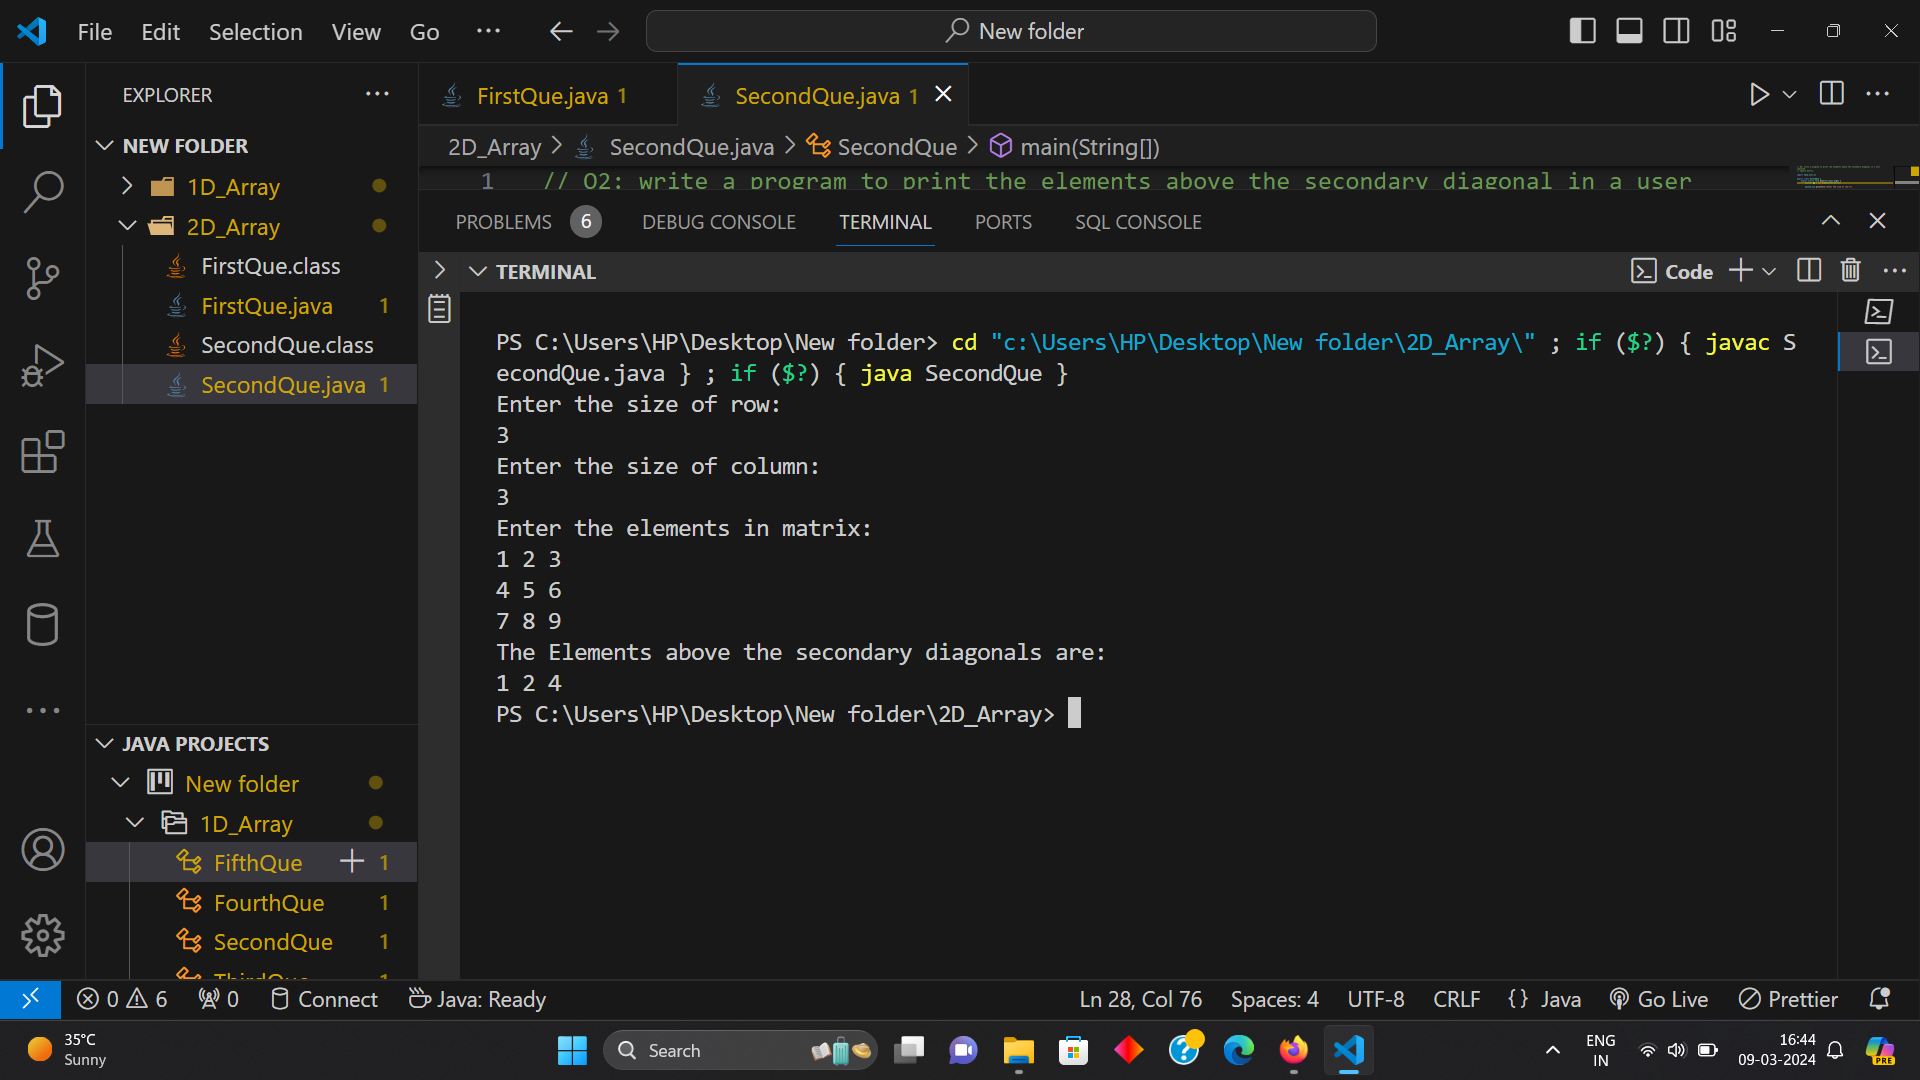 File Edit Selection View Go ··· New folder
EXPLORER ···
FirstQue.java 1 SecondQue.java 1
NEW FOLDER
2D_Array > SecondQue.java > SecondQue > main(String[])
1D_Array
1 // Q2: write a program to print the elements above the secondary diagonal in a user
2D_Array
PROBLEMS 6 DEBUG CONSOLE TERMINAL PORTS SQL CONSOLE
FirstQue.class
TERMINAL Code
FirstQue.java 1
SecondQue.class
SecondQue.java 1
PS C:\Users\HP\Desktop\New folder> cd "c:\Users\HP\Desktop\New folder\2D_Array\" ; if ($?) { javac S
econdQue.java } ; if ($?) { java SecondQue }
Enter the size of row:
3
Enter the size of column:
3
Enter the elements in matrix:
1 2 3
4 5 6
7 8 9
The Elements above the secondary diagonals are:
1 2 4
PS C:\Users\HP\Desktop\New folder\2D_Array>
JAVA PROJECTS
New folder
1D_Array
FifthQue 1
FourthQue 1
SecondQue 1
ThirdQue 1
0 6 0 Connect Java: Ready Ln 28, Col 76 Spaces: 4 UTF-8 CRLF {} Java Go Live Prettier
35°C
Sunny
Search
ENG
IN
16:44
09-03-2024
PRE